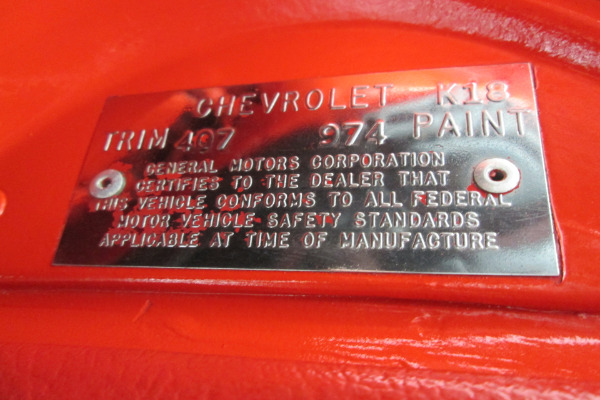 CHEVROLET K18
TRIM 407 974 PAINT
GENERAL MOTORS CORPORATION
CERTIFIES TO THE DEALER THAT
THIS VEHICLE CONFORMS TO ALL FEDERAL
MOTOR VEHICLE SAFETY STANDARDS
APPLICABLE AT TIME OF MANUFACTURE